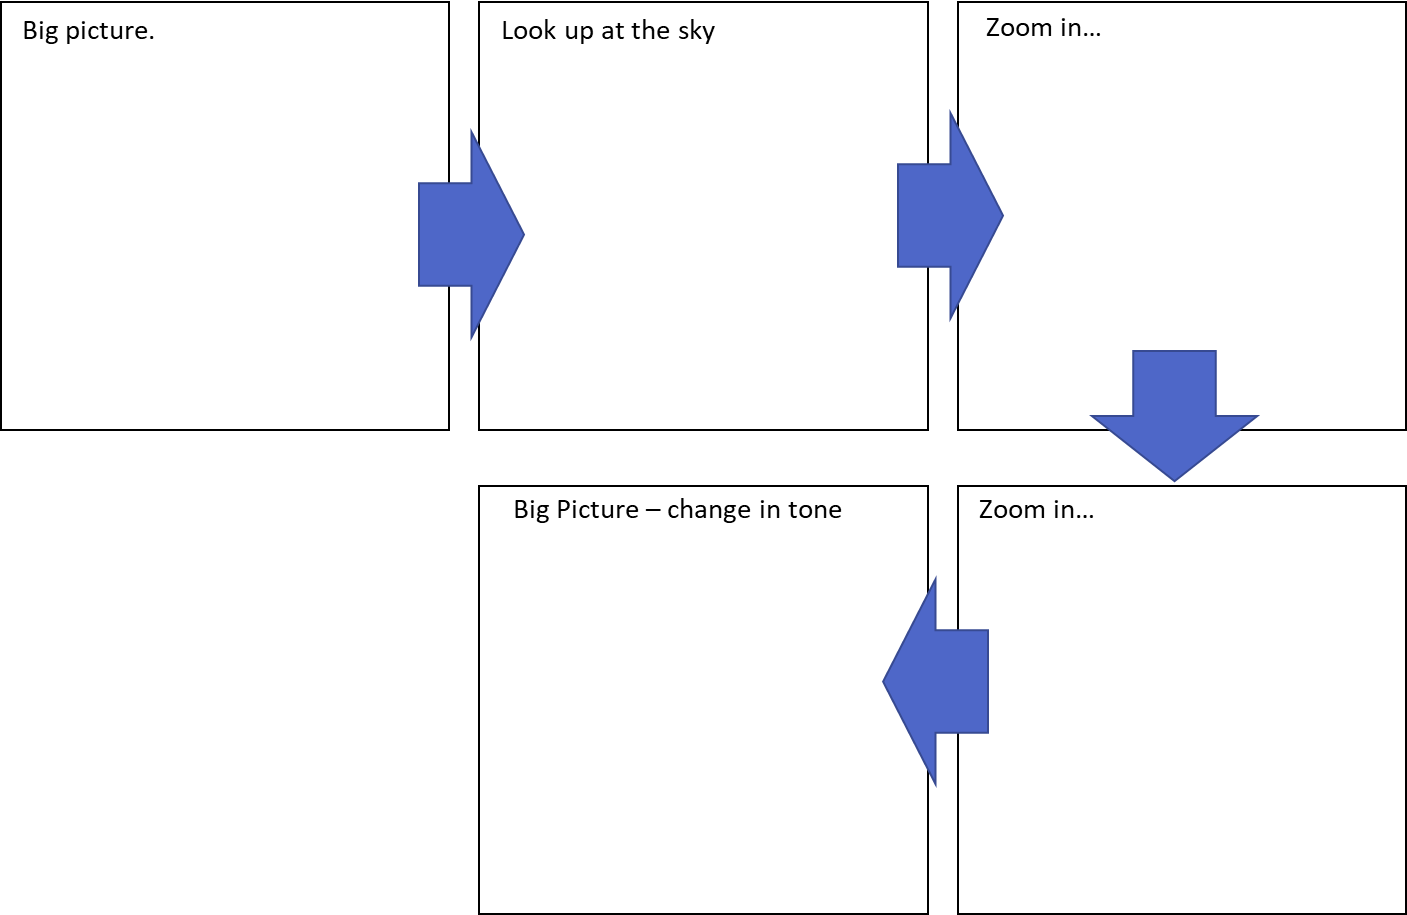 Big picture.
Look up at the sky
Zoom in...
Zoom in...
Big Picture – change in tone